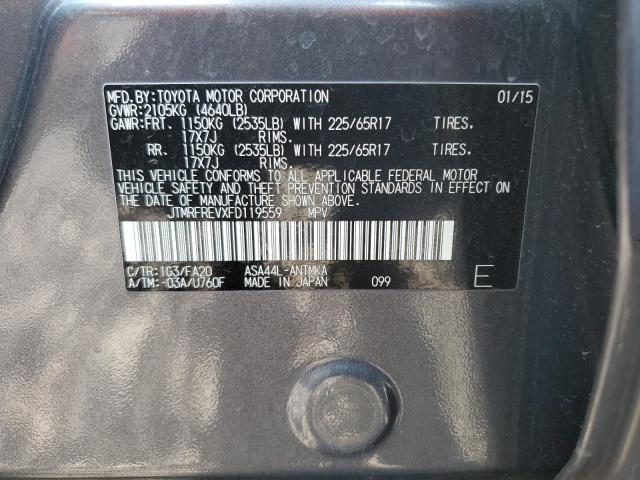 MFD.BY:TOYOTA MOTOR CORPORATION 01/15
GVWR:2105KG (4640LB)
GAWR:FRT. 1150KG (2535LB) WITH 225/65R17 TIRES.
17X7J RIMS.
RR. 1150KG (2535LB) WITH 225/65R17 TIRES.
17X7J RIMS.
THIS VEHICLE CONFORMS TO ALL APPLICABLE FEDERAL MOTOR
VEHICLE SAFETY AND THEFT PREVENTION STANDARDS IN EFFECT ON
THE DATE OF MANUFACTURE SHOWN ABOVE.
JTMRFREVXFD119559 MPV
C/TR:1G3/FA20 ASA44L-ANTMKA
A/TM:-03A/U760F MADE IN JAPAN 099 E